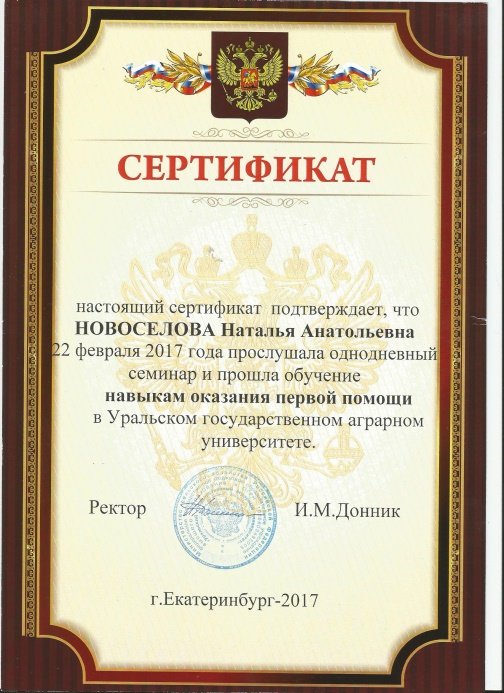 СЕРТИФИКАТ
настоящий сертификат подтверждает, что
НОВОСЕЛОВА Наталья Анатольевна
22 февраля 2017 года прослушала однодневный
семинар и прошла обучение
навыкам оказания первой помощи
в Уральском государственном аграрном
университете.
Ректор И.М.Донник
г.Екатеринбург-2017